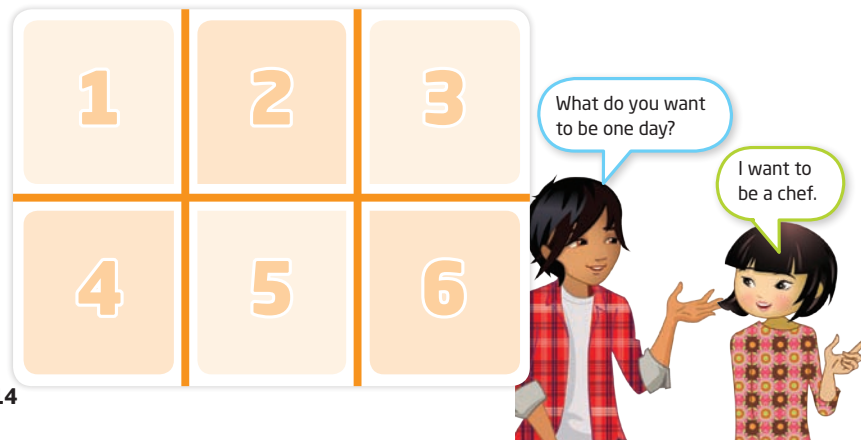 1 2 3
What do you want
to be one day?
I want to
be a chef.
4 5 6